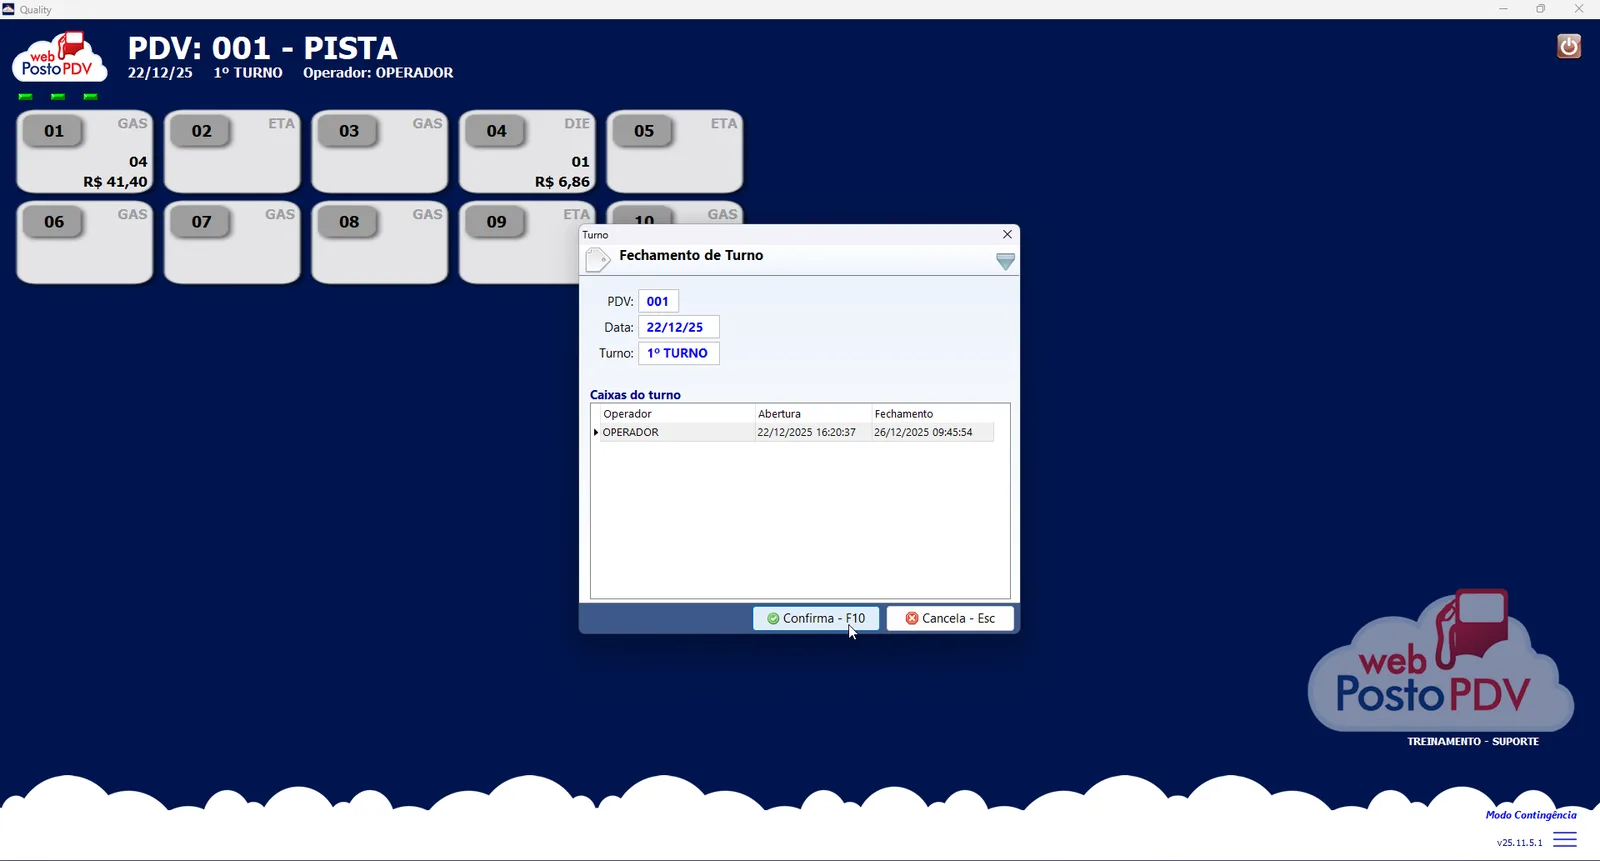 Quality
web
PostoPDV
PDV: 001 - PISTA
22/12/25 1º TURNO Operador: OPERADOR
01 GAS
04
R$ 41,40
02 ETA
03 GAS
04 DIE
01
R$ 6,86
05 ETA
06 GAS
07 GAS
08 GAS
09 ETA
10 GAS
Turno
Fechamento de Turno
PDV: 001
Data: 22/12/25
Turno: 1º TURNO
Caixas do turno
Operador Abertura Fechamento
OPERADOR 22/12/2025 16:20:37 26/12/2025 09:45:54
Confirma - F10 Cancela - Esc
web
PostoPDV
TREINAMENTO - SUPORTE
Modo Contingência
v25.11.5.1